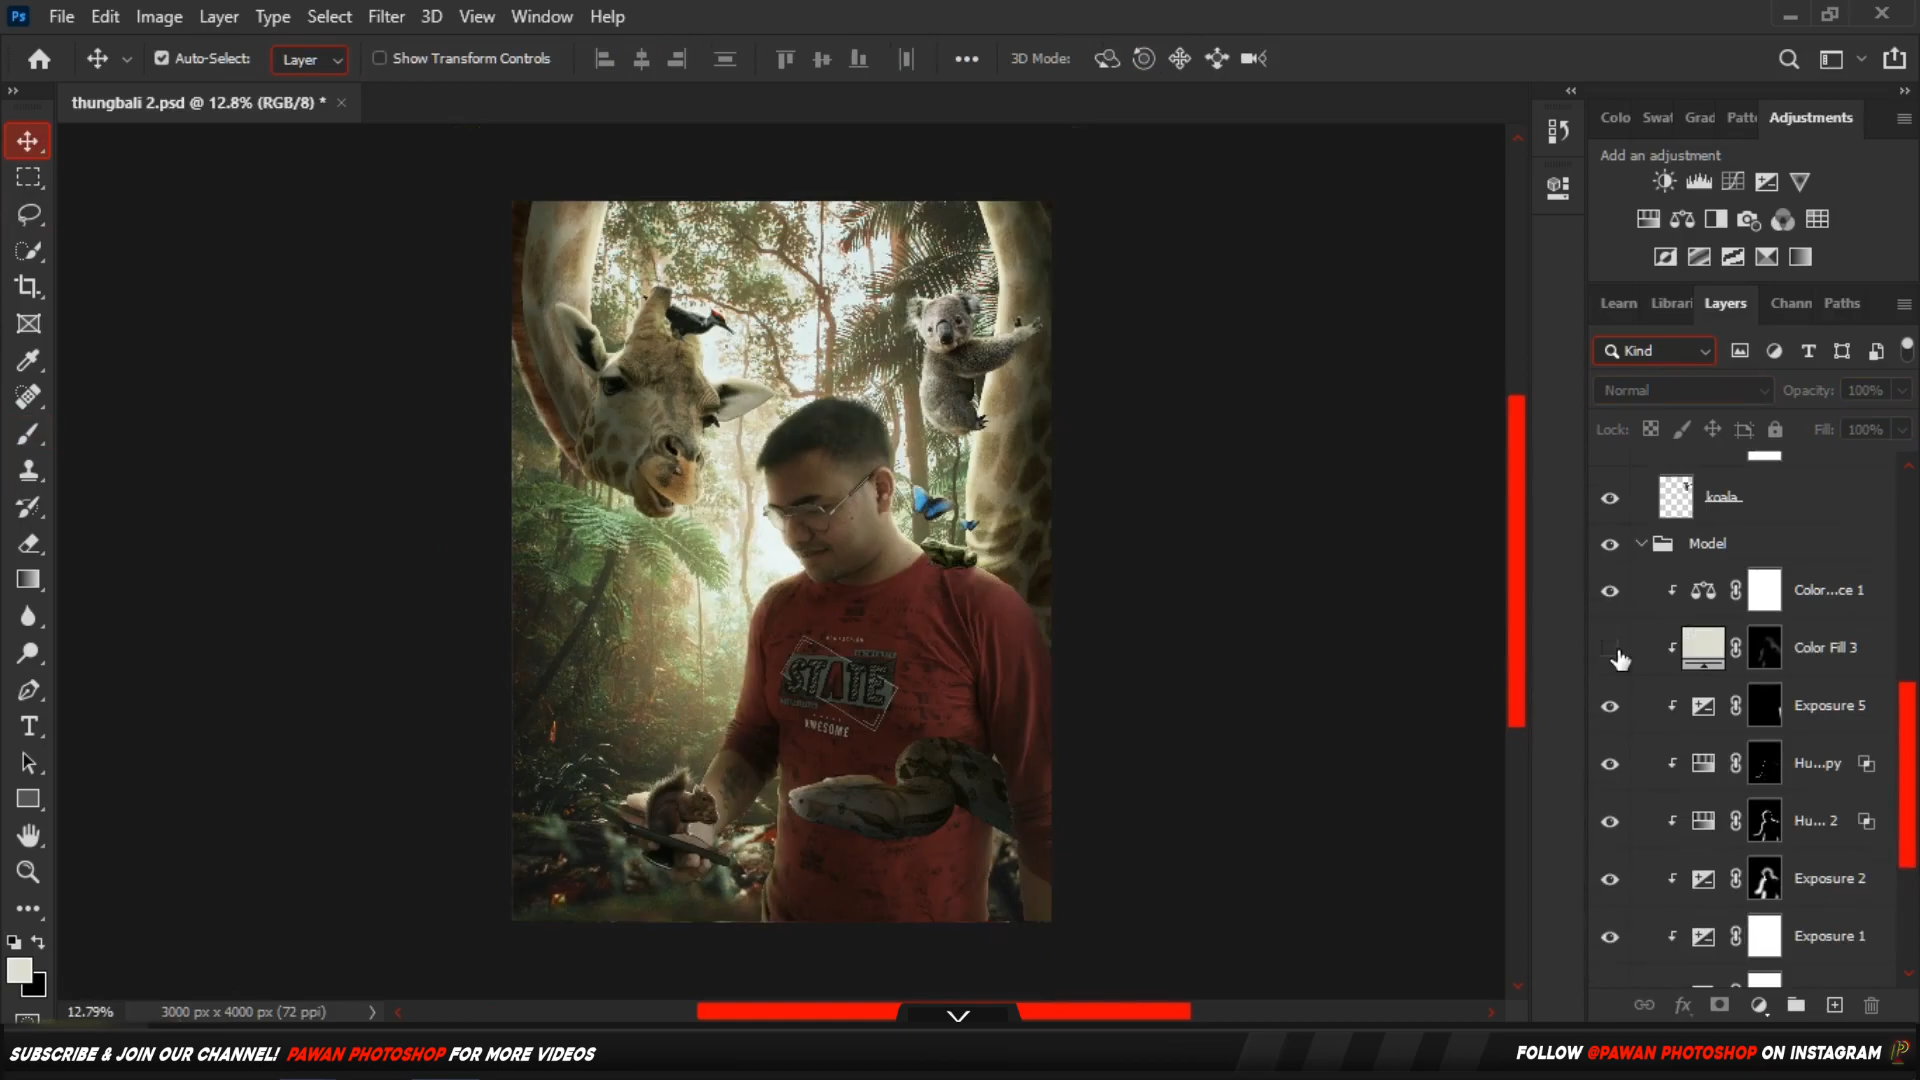 Ps File Edit Image Layer Type Select Filter 3D View Window Help
Auto-Select: Layer Show Transform Controls 3D Mode:
thungbali 2.psd @ 12.8% (RGB/8) *
Colo Swat Grad Patte Adjustments
Add an adjustment
Learn Librari Layers Chann Paths
Kind
Normal Opacity: 100%
Lock: Fill: 100%
koala
Model
Color...ce 1
Color Fill 3
Exposure 5
Hu...py
Hu... 2
Exposure 2
Exposure 1
STATE
AWESOME
12.79% 3000 px x 4000 px (72 ppi)
SUBSCRIBE & JOIN OUR CHANNEL! PAWAN PHOTOSHOP FOR MORE VIDEOS
FOLLOW @PAWAN PHOTOSHOP ON INSTAGRAM